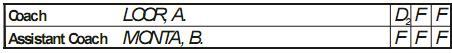 Coach LOOR, A. D2 F F
Assistant Coach MONTA, B. F F F